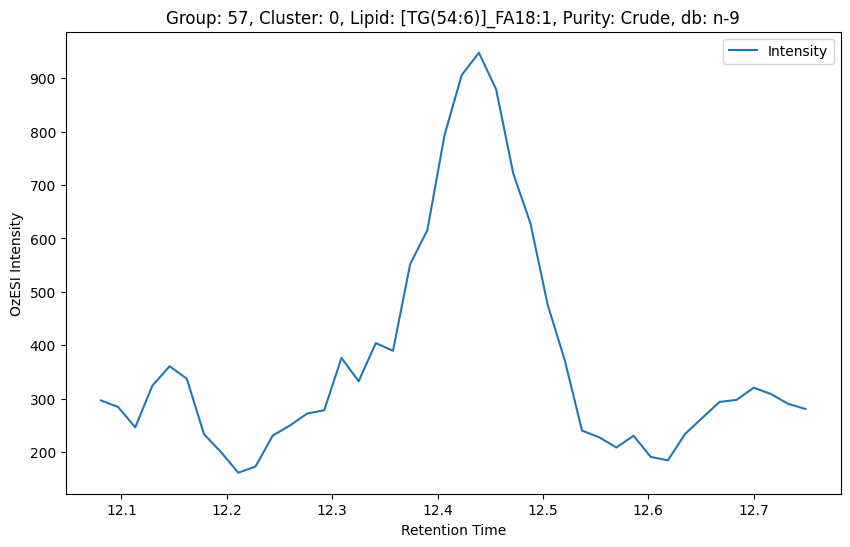 Group: 57, Cluster: 0, Lipid: [TG(54:6)]_FA18:1, Purity: Crude, db: n-9
Intensity
900
800
700
600
500
400
300
200
OzESI Intensity
12.1 12.2 12.3 12.4 12.5 12.6 12.7
Retention Time